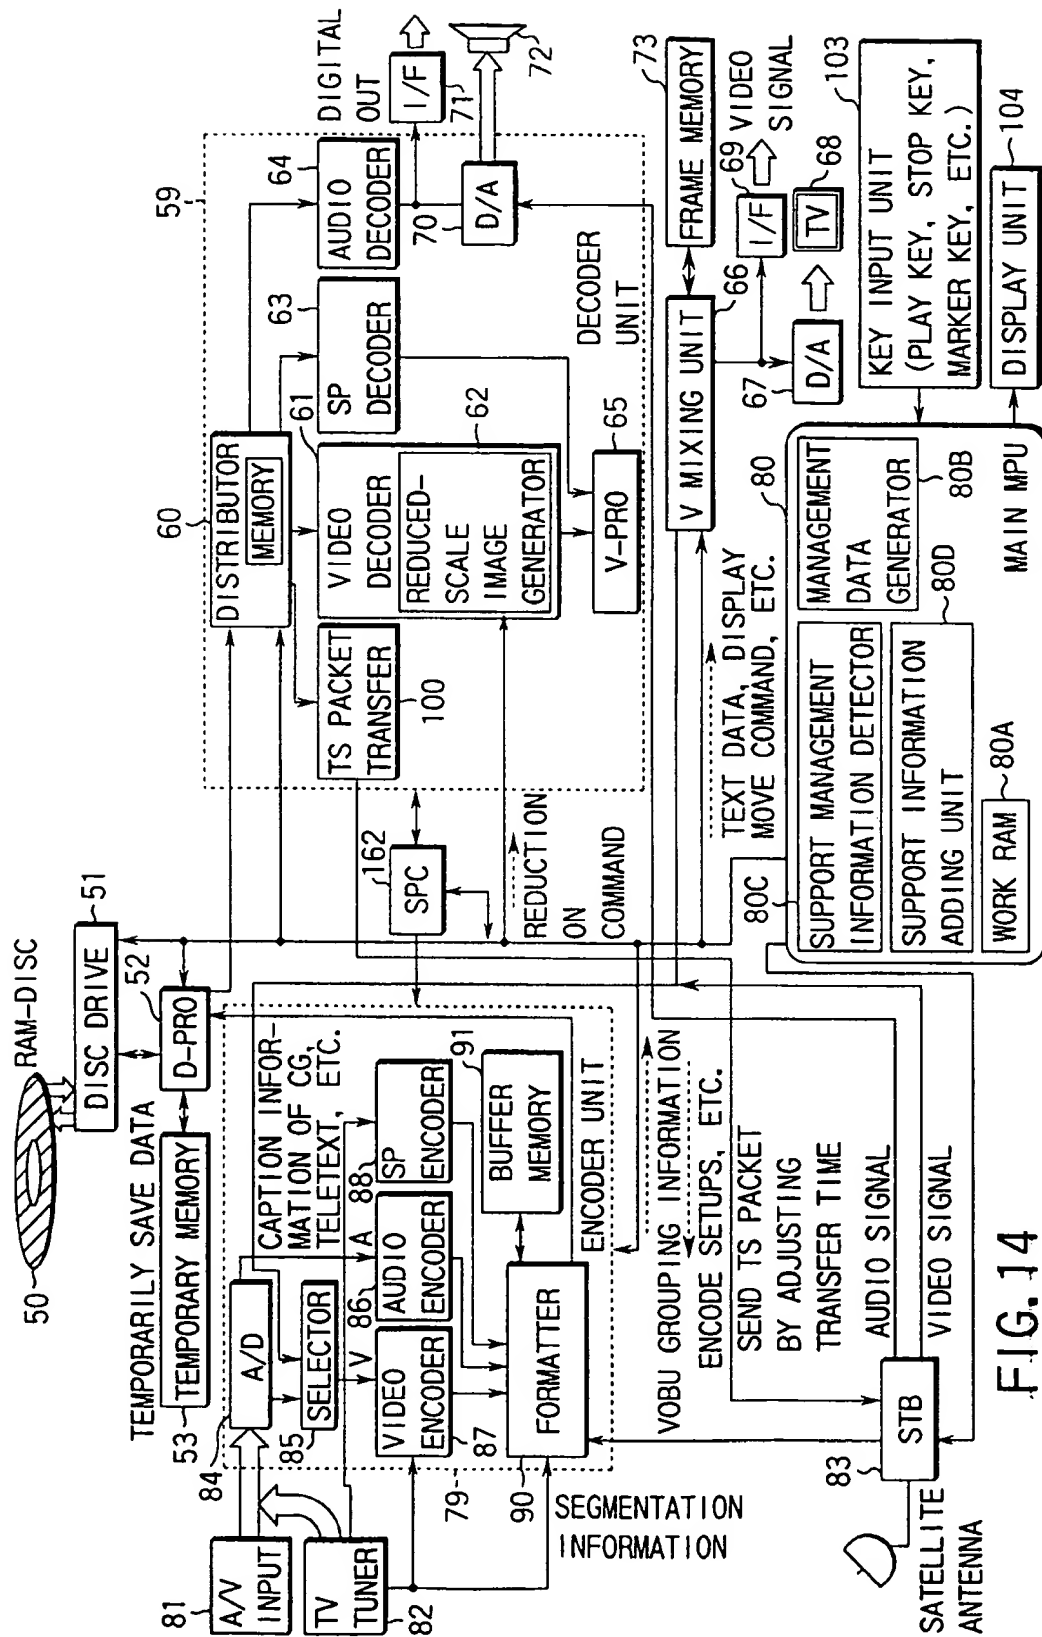 50
RAM-DISC
DISC DRIVE
51
TEMPORARILY SAVE DATA
D-PRO
52
53
TEMPORARY MEMORY
81
A/V
INPUT
TV
TUNER
82
84
A/D
CAPTION INFOR-
MATION OF CG,
TELETEXT, ETC.
85
SELECTOR
V
A
VIDEO
ENCODER
87
86
AUDIO
ENCODER
88
SP
ENCODER
79
90
FORMATTER
BUFFER
MEMORY
91
ENCODER UNIT
SEGMENTATION
INFORMATION
162
SPC
REDUCTION
ON
COMMAND
59
60
DISTRIBUTOR
MEMORY
TS PACKET
TRANSFER
100
61
VIDEO
DECODER
REDUCED-
SCALE
IMAGE
GENERATOR
62
63
SP
DECODER
64
AUDIO
DECODER
V-PRO
65
DECODER
UNIT
70
D/A
DIGITAL
OUT
I/F
71
72
V MIXING UNIT
66
FRAME MEMORY
73
67
D/A
I/F
69
VIDEO
SIGNAL
TV
68
TEXT DATA, DISPLAY
MOVE COMMAND, ETC.
VOBU GROUPING INFORMATION
ENCODE SETUPS, ETC.
SEND TS PACKET
BY ADJUSTING
TRANSFER TIME
AUDIO SIGNAL
VIDEO SIGNAL
83
STB
SATELLITE
ANTENNA
80
80C
SUPPORT MANAGEMENT
INFORMATION DETECTOR
MANAGEMENT
DATA
GENERATOR
80B
SUPPORT INFORMATION
ADDING UNIT
80D
WORK RAM
80A
MAIN MPU
KEY INPUT UNIT
(PLAY KEY, STOP KEY,
MARKER KEY, ETC.)
103
DISPLAY UNIT
104
FIG. 14